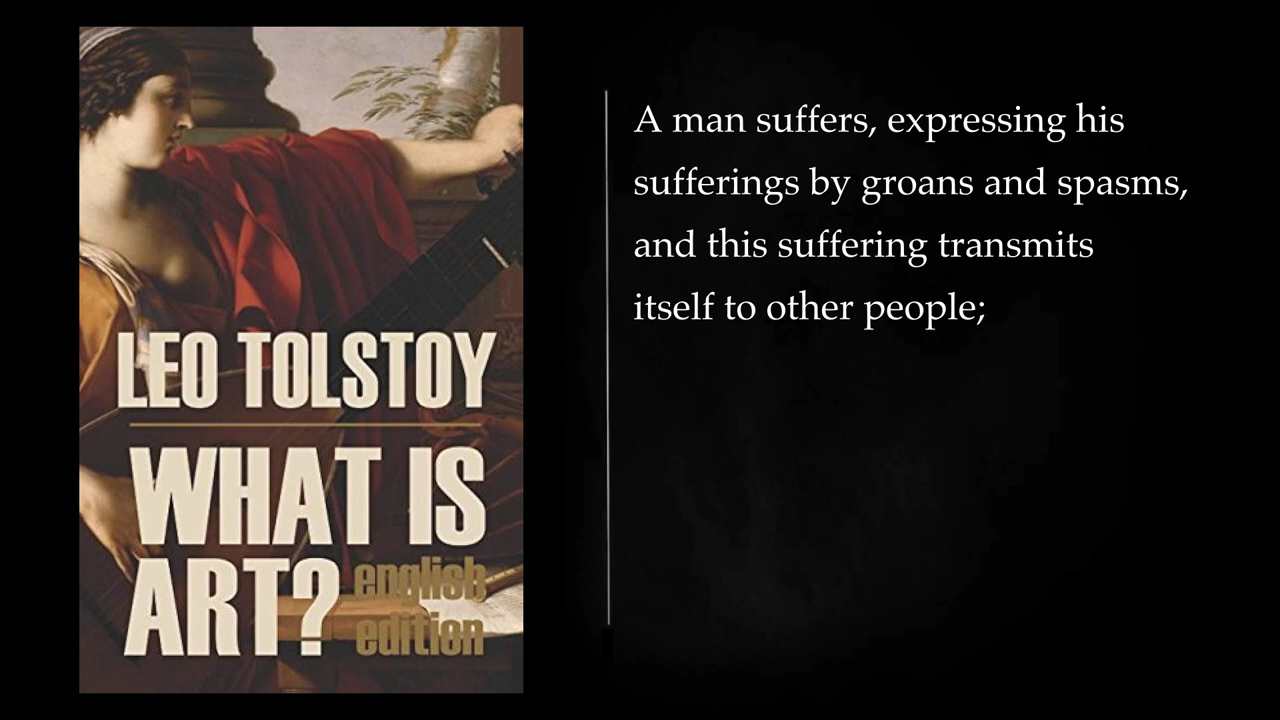 LEO TOLSTOY
WHAT IS
ART?
english
edition
A man suffers, expressing his
sufferings by groans and spasms,
and this suffering transmits
itself to other people;